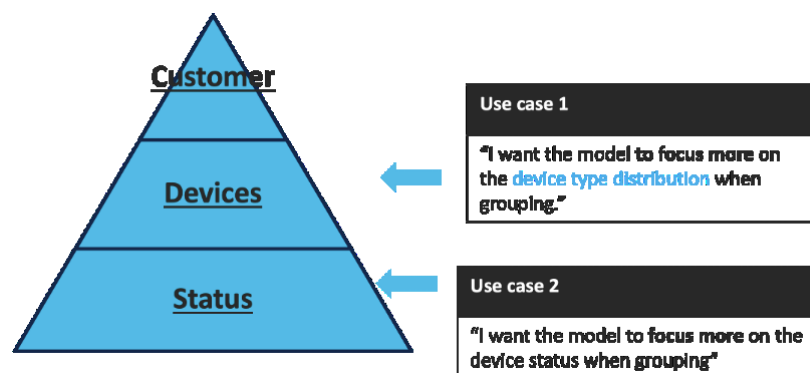 Customer
Devices
Status
Use case 1
"I want the model to focus more on
the device type distribution when
grouping."
Use case 2
"I want the model to focus more on the
device status when grouping"